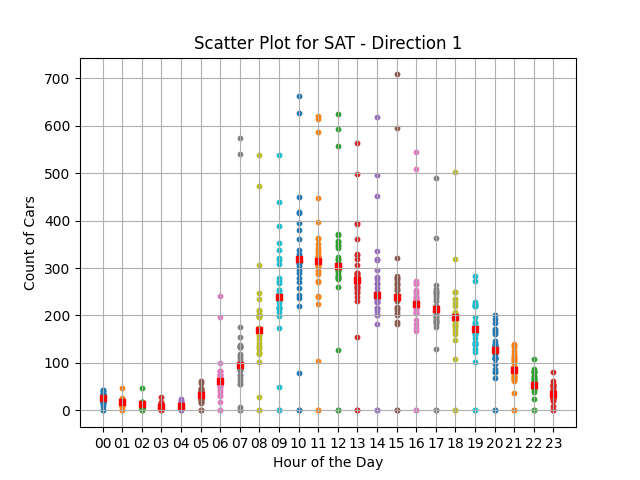 Scatter Plot for SAT - Direction 1
700
600
500
400
300
200
100
0
Count of Cars
00 01 02 03 04 05 06 07 08 09 10 11 12 13 14 15 16 17 18 19 20 21 22 23
Hour of the Day